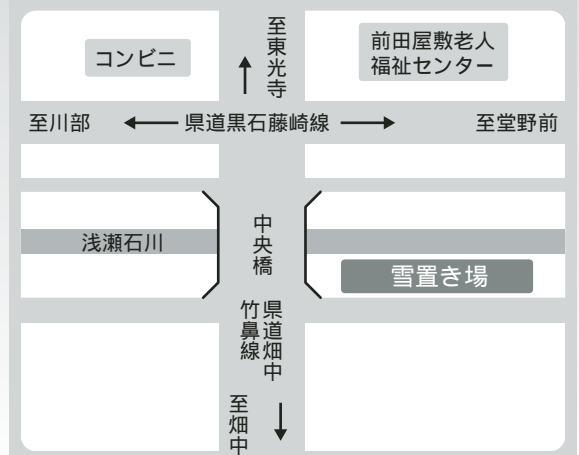 至東光寺
コンビニ
前田屋敷老人
福祉センター
至川部
県道黒石藤崎線
至堂野前
浅瀬石川
中央橋
雪置き場
県道畑中
竹鼻線
至畑中